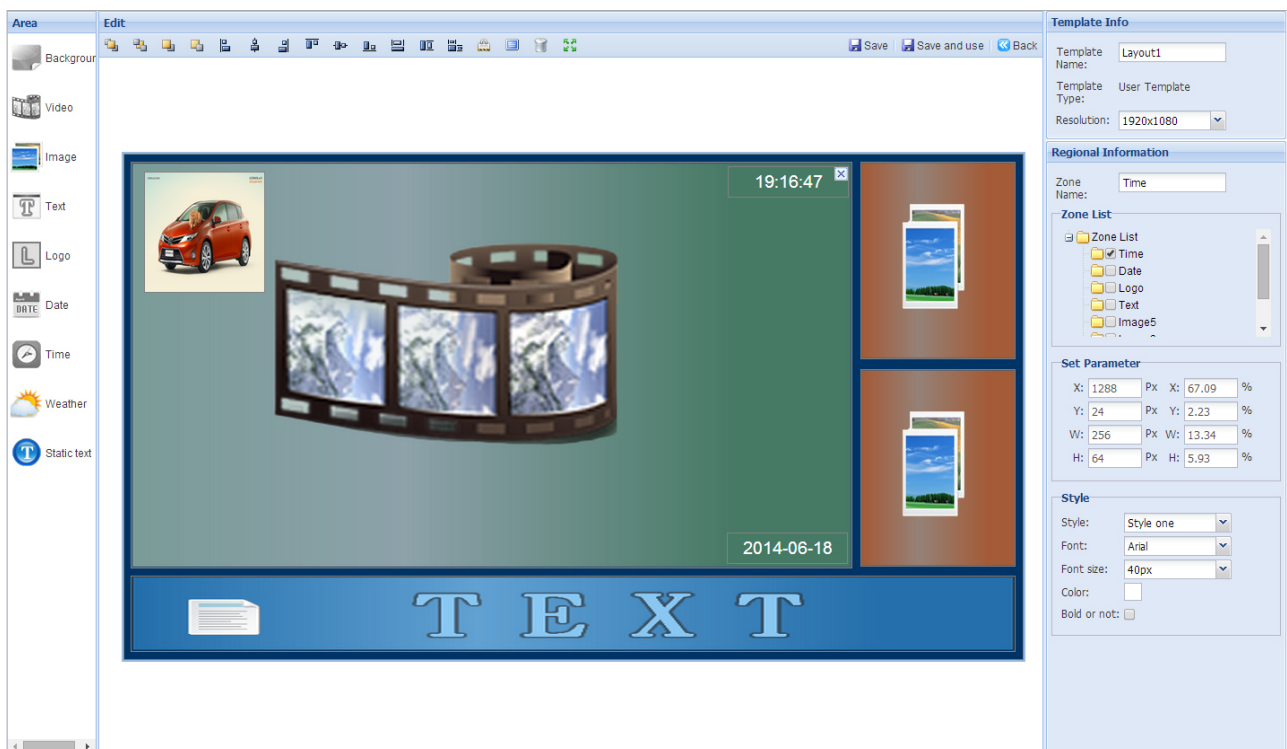 Area
Edit
Template Info
Save
Save and use
Back
Backgrour
Video
Image
Text
Logo
DATE
Date
Time
Weather
T
Static text
Template Name:
Layout1
Template Type:
User Template
Resolution:
1920x1080
Regional Information
Zone Name:
Time
Zone List
Zone List
Time
Date
Logo
Text
Image5
Set Parameter
X: 1288 Px X: 67.09 %
Y: 24 Px Y: 2.23 %
W: 256 Px W: 13.34 %
H: 64 Px H: 5.93 %
Style
Style: Style one
Font: Arial
Font size: 40px
Color:
Bold or not:
19:16:47
2014-06-18
TEXT